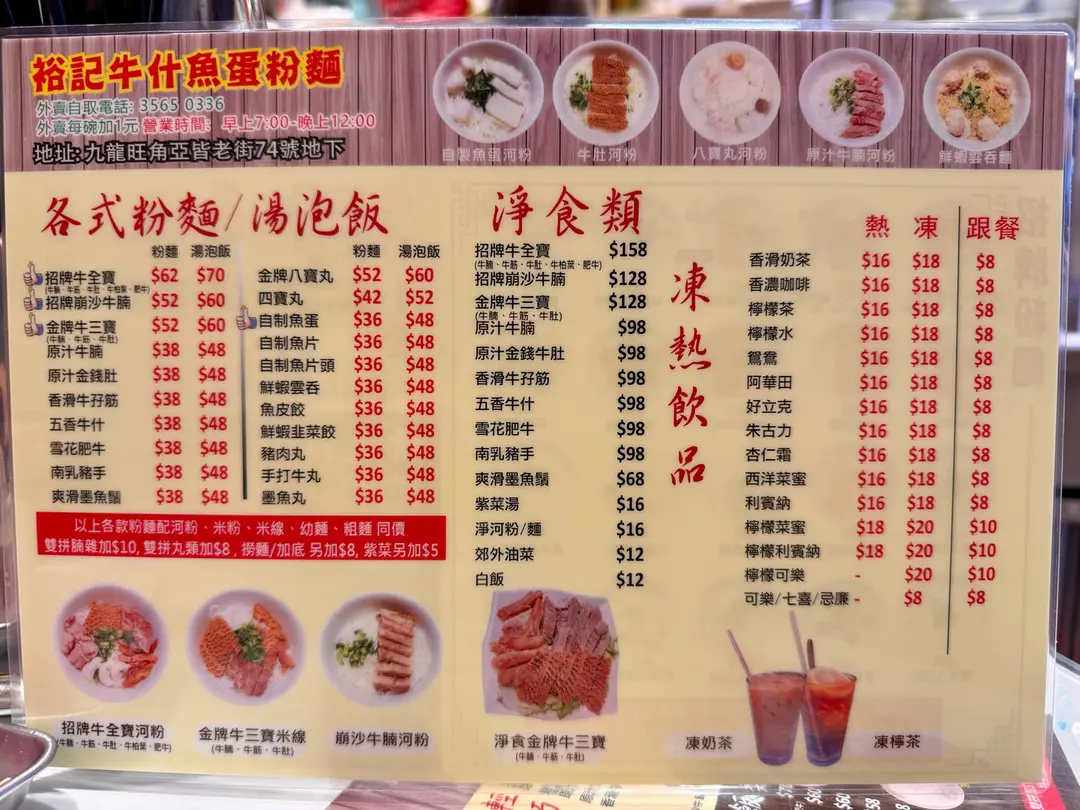 裕記牛什魚蛋粉麵
外賣自取電話: 3565 0336
外賣每碗加1元 營業時間: 早上7:00-晚上12:00
地址: 九龍旺角亞皆老街74號地下
自製魚蛋河粉
牛肚河粉
八寶丸河粉
原汁牛腩河粉
鮮蝦雲吞麵
各式粉麵/湯泡飯
粉麵 湯泡飯
招牌牛全寶 $62 $70
(牛腩、牛筋、牛肚、牛柏葉、肥牛)
招牌崩沙牛腩 $52 $60
金牌牛三寶 $52 $60
(牛腩、牛筋、牛肚)
原汁牛腩 $38 $48
原汁金錢肚 $38 $48
香滑牛孖筋 $38 $48
五香牛什 $38 $48
雪花肥牛 $38 $48
南乳豬手 $38 $48
爽滑墨魚鬚 $38 $48
粉麵 湯泡飯
金牌八寶丸 $52 $60
四寶丸 $42 $52
自制魚蛋 $36 $48
自制魚片 $36 $48
自制魚片頭 $36 $48
鮮蝦雲吞 $36 $48
魚皮餃 $36 $48
鮮蝦韭菜餃 $36 $48
豬肉丸 $36 $48
手打牛丸 $36 $48
墨魚丸 $36 $48
以上各款粉麵配河粉、米粉、米線、幼麵、粗麵 同價
雙拼腩雜加$10, 雙拼丸類加$8 , 撈麵/加底 另加$8, 紫菜另加$5
招牌牛全寶河粉
(牛腩、牛筋、牛肚、牛柏葉、肥牛)
金牌牛三寶米線
(牛腩、牛筋、牛肚)
崩沙牛腩河粉
淨食類
招牌牛全寶 $158
(牛腩、牛筋、牛肚、牛柏葉、肥牛)
招牌崩沙牛腩 $128
金牌牛三寶 $128
(牛腩、牛筋、牛肚)
原汁牛腩 $98
原汁金錢牛肚 $98
香滑牛孖筋 $98
五香牛什 $98
雪花肥牛 $98
南乳豬手 $98
爽滑墨魚鬚 $68
紫菜湯 $16
淨河粉/麵 $16
郊外油菜 $12
白飯 $12
淨食金牌牛三寶
(牛腩、牛筋、牛肚)
凍熱飲品
熱 凍 跟餐
香滑奶茶 $16 $18 $8
香濃咖啡 $16 $18 $8
檸檬茶 $16 $18 $8
檸檬水 $16 $18 $8
鴛鴦 $16 $18 $8
阿華田 $16 $18 $8
好立克 $16 $18 $8
朱古力 $16 $18 $8
杏仁霜 $16 $18 $8
西洋菜蜜 $16 $18 $8
利賓納 $16 $18 $8
檸檬菜蜜 $18 $20 $10
檸檬利賓納 $18 $20 $10
檸檬可樂 - $20 $10
可樂/七喜/忌廉 - $8 $8
凍奶茶
凍檸茶